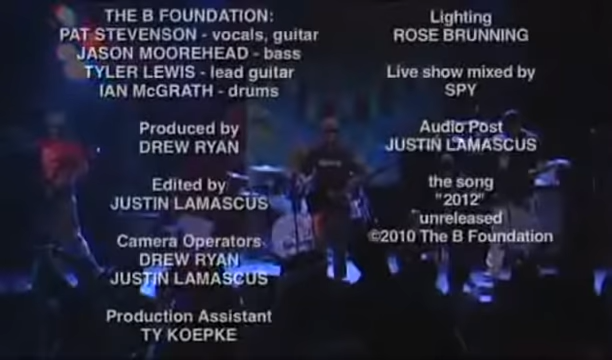 THE B FOUNDATION:
PAT STEVENSON - vocals, guitar
JASON MOOREHEAD - bass
TYLER LEWIS - lead guitar
IAN McGRATH - drums
Produced by
DREW RYAN
Edited by
JUSTIN LAMASCUS
Camera Operators
DREW RYAN
JUSTIN LAMASCUS
Production Assistant
TY KOEPKE
Lighting
ROSE BRUNNING
Live show mixed by
SPY
Audio Post
JUSTIN LAMASCUS
the song
"2012"
unreleased
©2010 The B Foundation